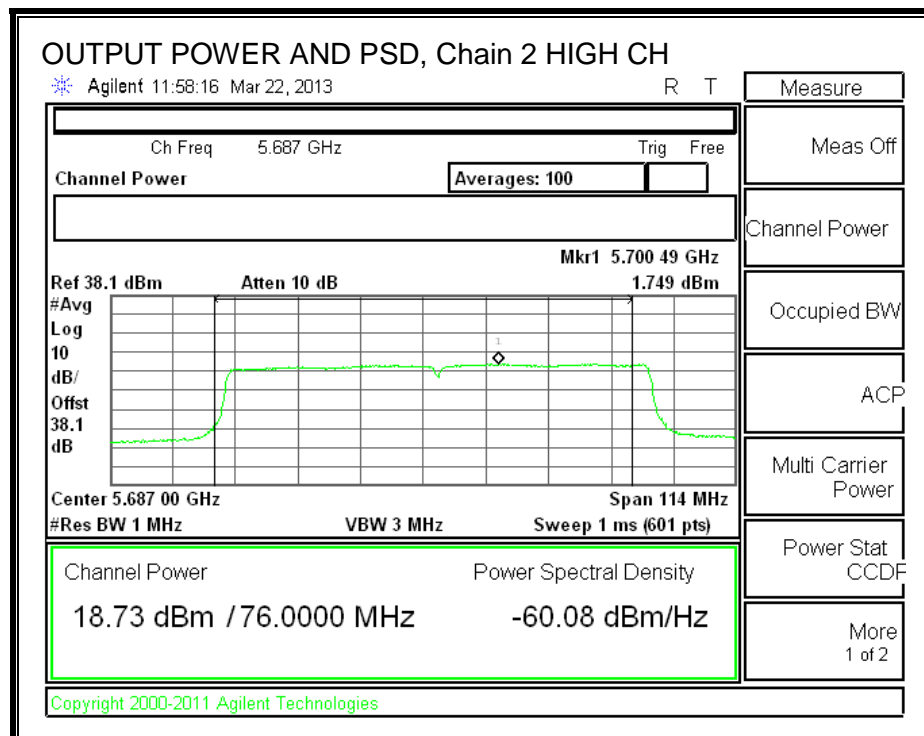 OUTPUT POWER AND PSD, Chain 2 HIGH CH
Agilent 11:58:16 Mar 22, 2013
R T
Ch Freq 5.687 GHz
Trig Free
Channel Power
Averages: 100
Mkr1 5.700 49 GHz
Ref 38.1 dBm
Atten 10 dB
1.749 dBm
#Avg
Log
10
dB/
Offst
38.1
dB
1
Center 5.687 00 GHz
Span 114 MHz
#Res BW 1 MHz
VBW 3 MHz
Sweep 1 ms (601 pts)
Channel Power
Power Spectral Density
18.73 dBm / 76.0000 MHz
-60.08 dBm/Hz
Measure
Meas Off
Channel Power
Occupied BW
ACP
Multi Carrier
Power
Power Stat
CCDF
More
1 of 2
Copyright 2000-2011 Agilent Technologies